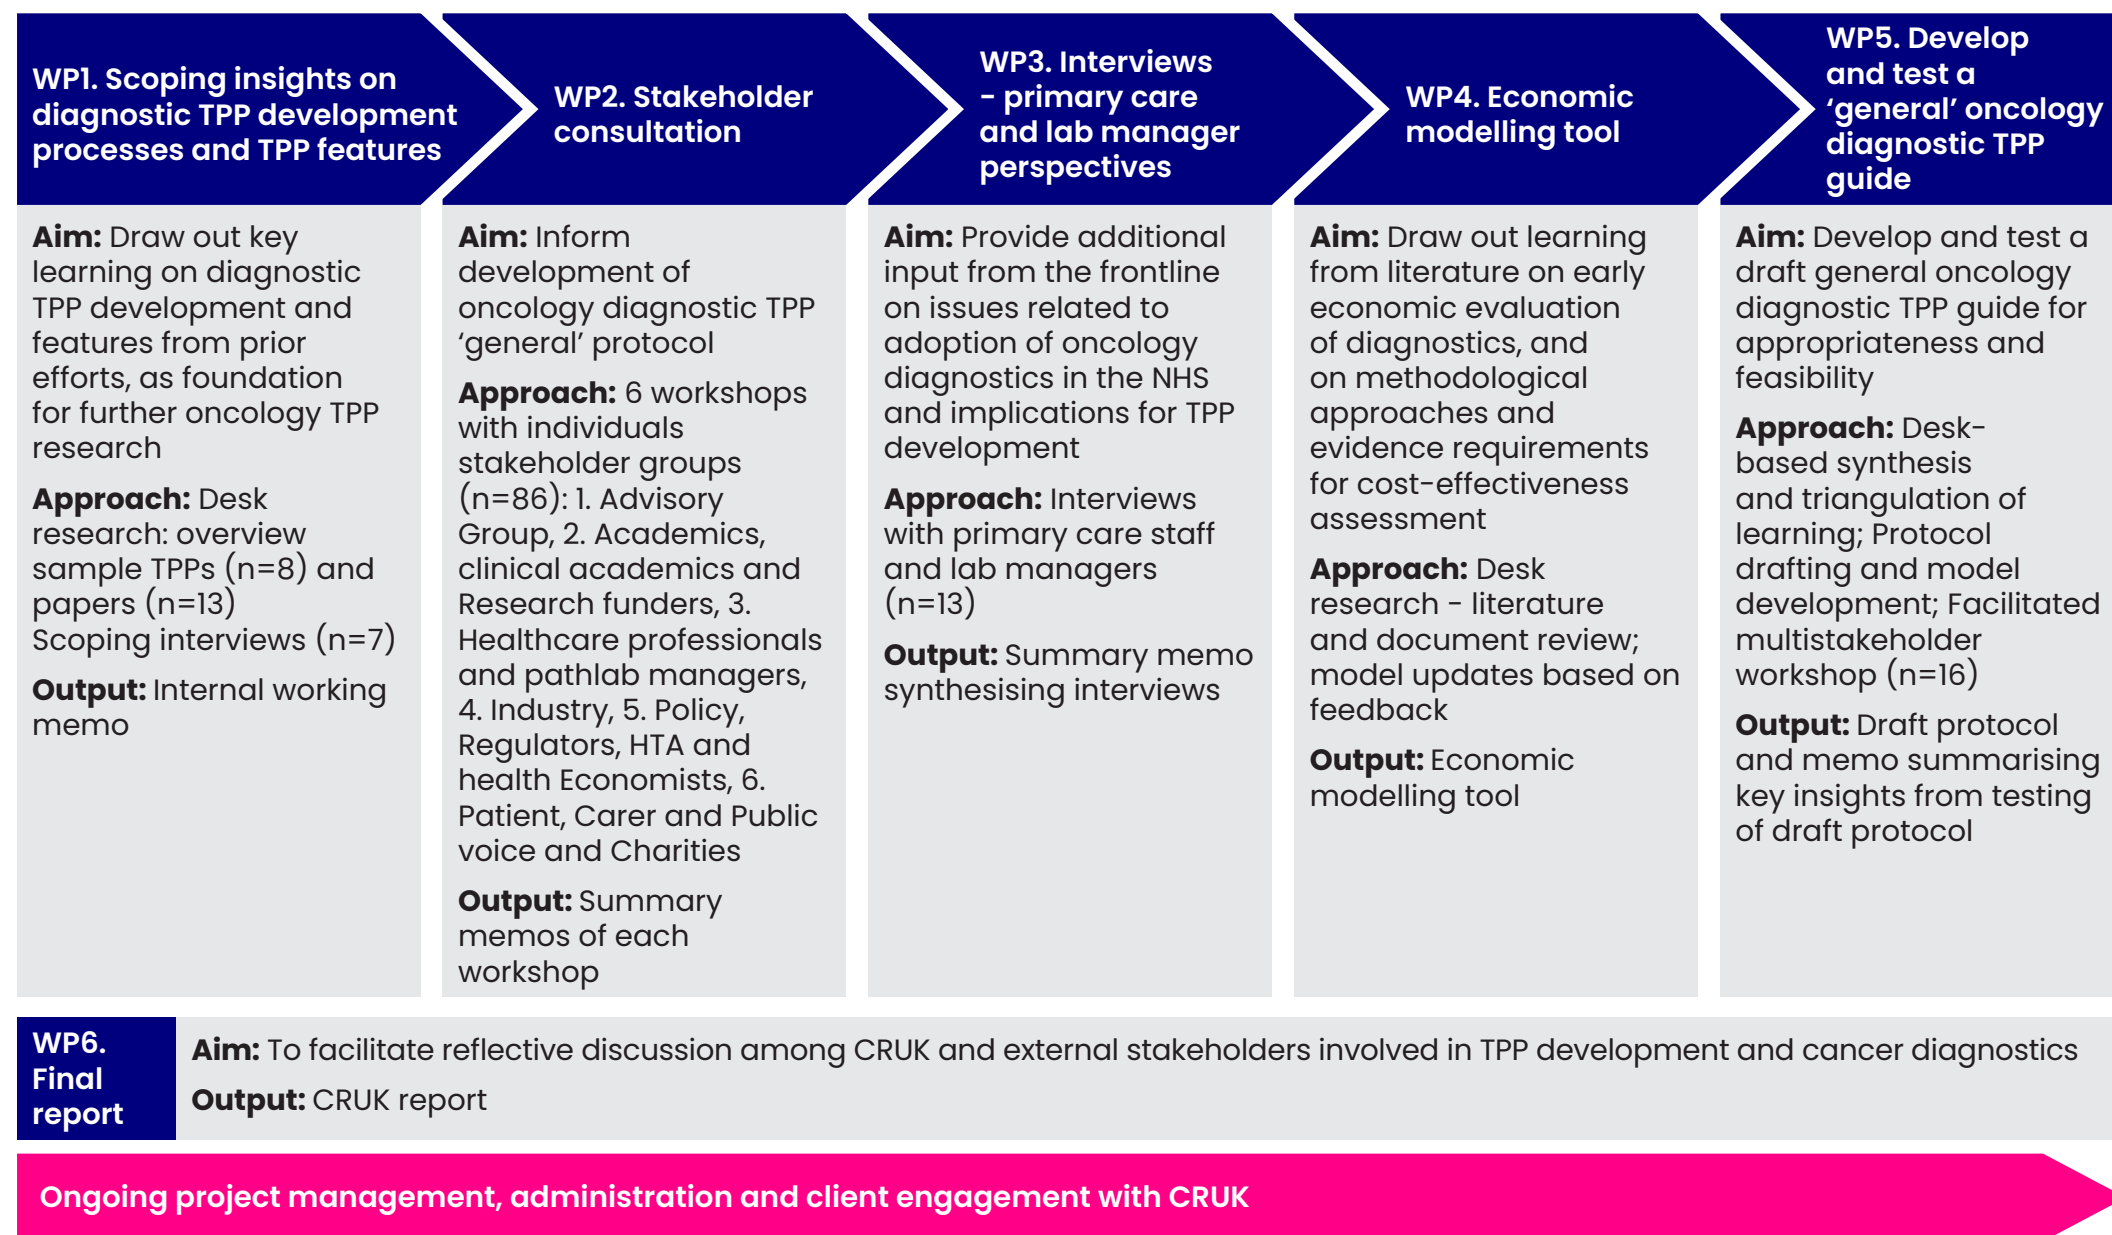 WP1. Scoping insights on
diagnostic TPP development
processes and TPP features
Aim: Draw out key
learning on diagnostic
TPP development and
features from prior
efforts, as foundation
for further oncology TPP
research
Approach: Desk
research: overview
sample TPPs (n=8) and
papers (n=13)
Scoping interviews (n=7)
Output: Internal working
memo
WP2. Stakeholder
consultation
Aim: Inform
development of
oncology diagnostic TPP
‘general’ protocol
Approach: 6 workshops
with individuals
stakeholder groups
(n=86): 1. Advisory
Group, 2. Academics,
clinical academics and
Research funders, 3.
Healthcare professionals
and pathlab managers,
4. Industry, 5. Policy,
Regulators, HTA and
health Economists, 6.
Patient, Carer and Public
voice and Charities
Output: Summary
memos of each
workshop
WP3. Interviews
- primary care
and lab manager
perspectives
Aim: Provide additional
input from the frontline
on issues related to
adoption of oncology
diagnostics in the NHS
and implications for TPP
development
Approach: Interviews
with primary care staff
and lab managers
(n=13)
Output: Summary memo
synthesising interviews
WP4. Economic
modelling tool
Aim: Draw out learning
from literature on early
economic evaluation
of diagnostics, and
on methodological
approaches and
evidence requirements
for cost-effectiveness
assessment
Approach: Desk
research - literature
and document review;
model updates based on
feedback
Output: Economic
modelling tool
WP5. Develop
and test a
‘general’ oncology
diagnostic TPP
guide
Aim: Develop and test a
draft general oncology
diagnostic TPP guide for
appropriateness and
feasibility
Approach: Desk-
based synthesis
and triangulation of
learning; Protocol
drafting and model
development; Facilitated
multistakeholder
workshop (n=16)
Output: Draft protocol
and memo summarising
key insights from testing
of draft protocol
WP6.
Final
report
Aim: To facilitate reflective discussion among CRUK and external stakeholders involved in TPP development and cancer diagnostics
Output: CRUK report
Ongoing project management, administration and client engagement with CRUK